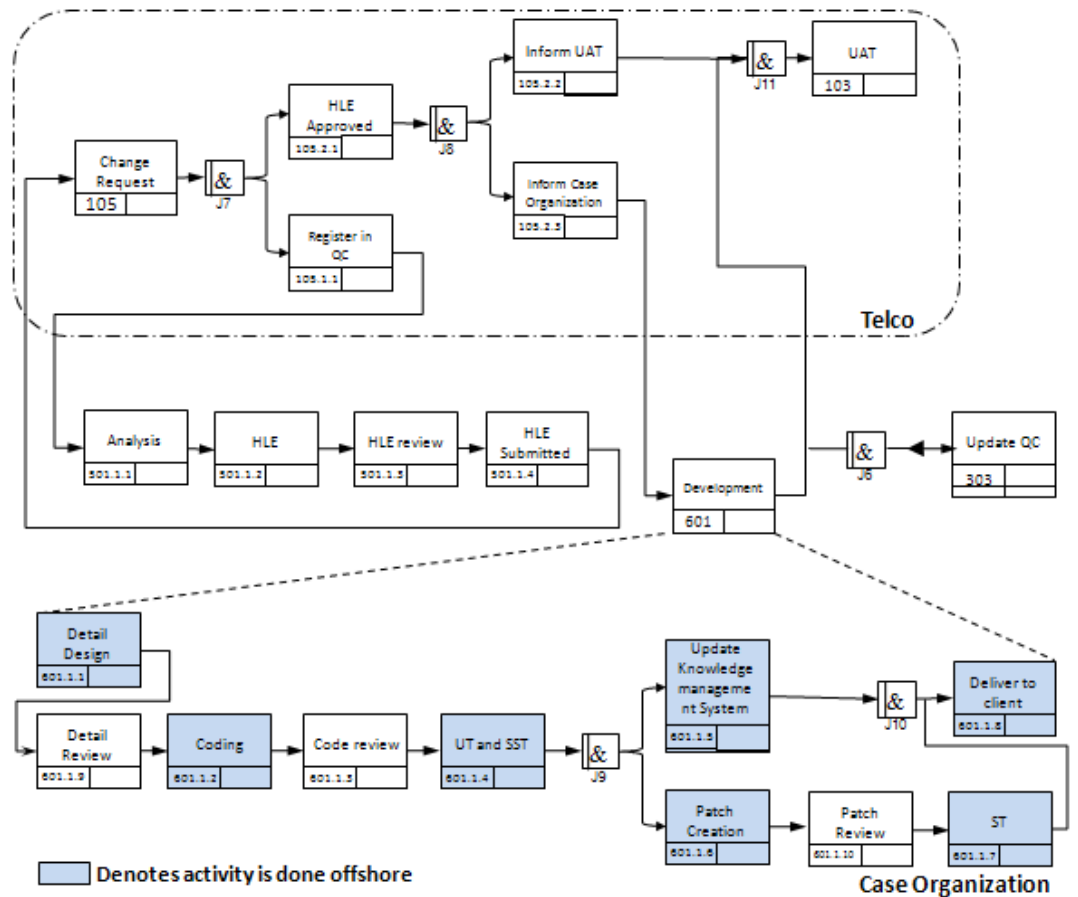 Inform UAT
105.2.2
&
J11
UAT
103
HLE
Approved
105.2.1
&
J8
Change
Request
105
&
J7
Inform Case
Organization
105.2.3
Register in
QC
105.1.1
Telco
Analysis
501.1.1
HLE
501.1.2
HLE review
501.1.3
HLE
Submitted
501.1.4
Development
601
&
J6
Update QC
303
Detail
Design
601.1.1
Update
Knowledge
manageme
nt System
601.1.5
&
J10
Deliver to
client
601.1.8
Detail
Review
601.1.9
Coding
601.1.2
Code review
601.1.3
UT and SST
601.1.4
&
J9
Patch
Creation
601.1.6
Patch
Review
601.1.10
ST
601.1.7
Denotes activity is done offshore
Case Organization